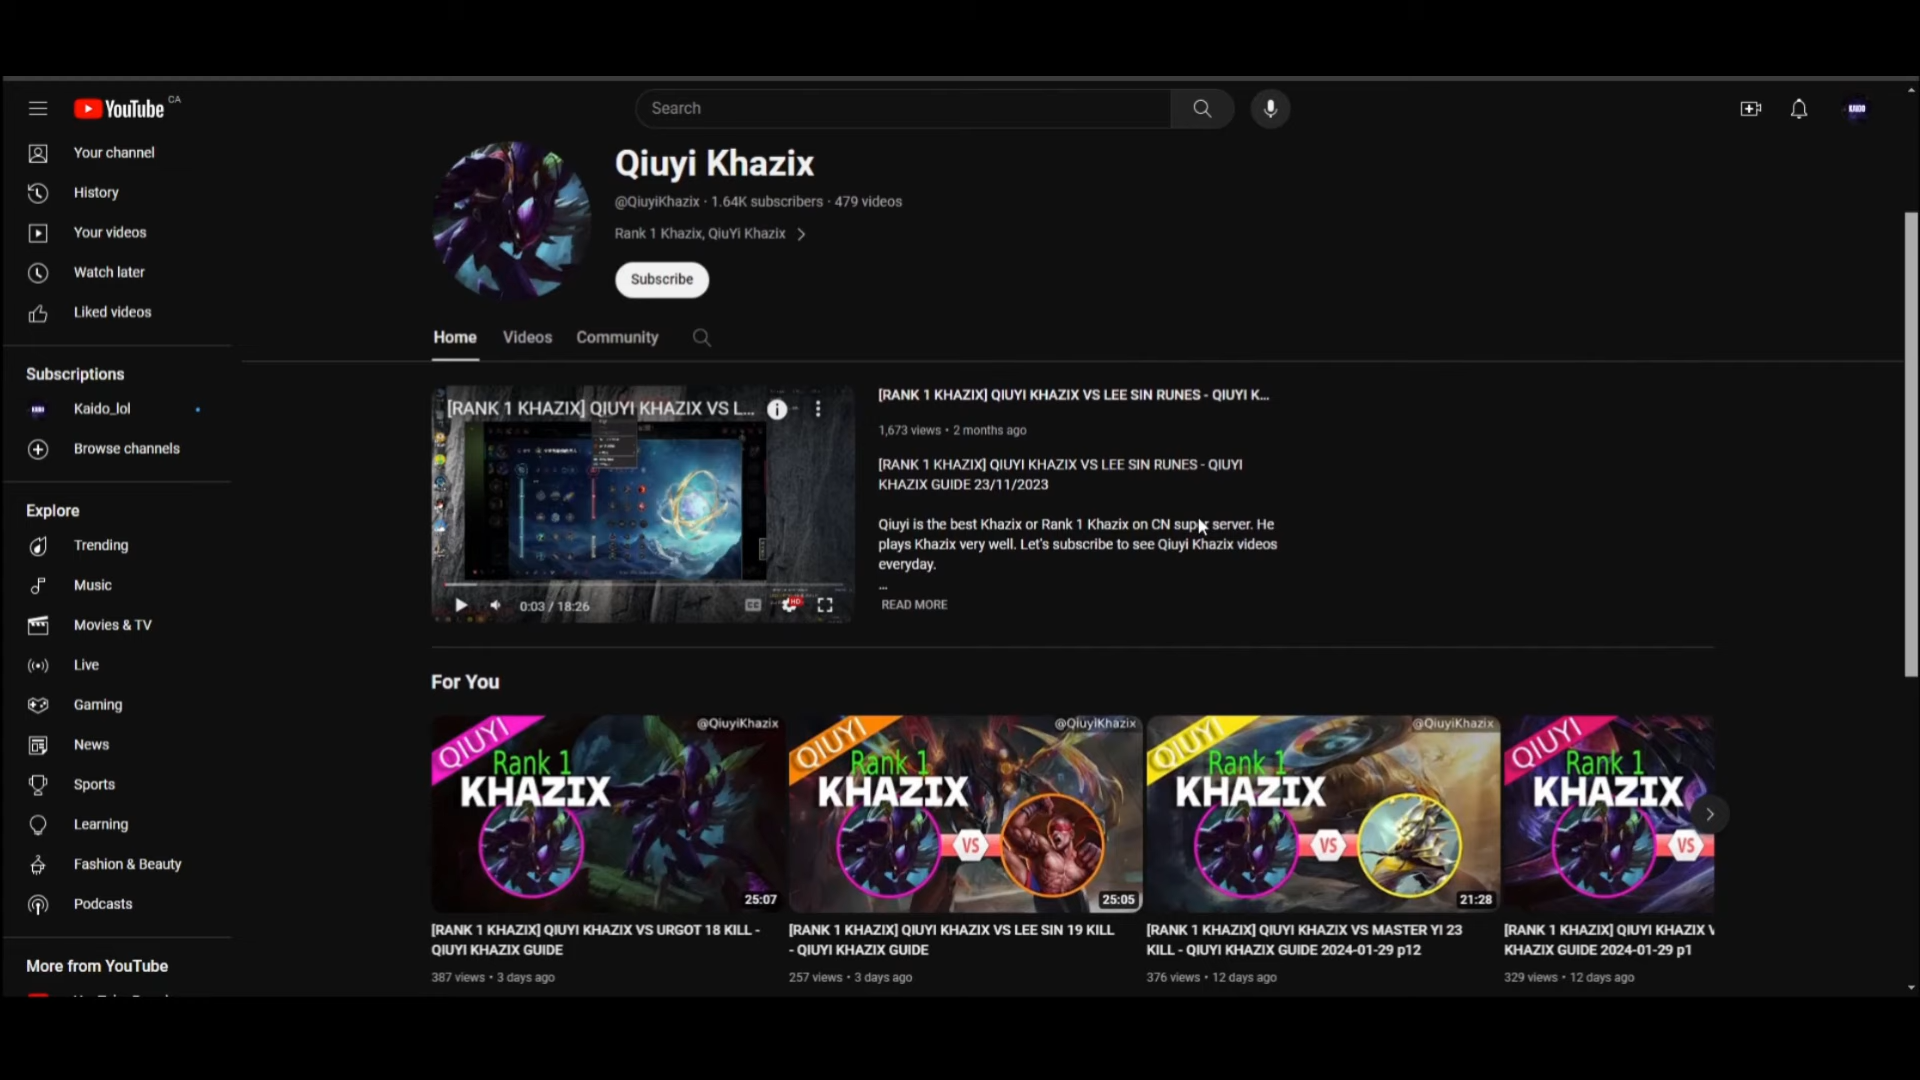 YouTube CA
Search
KAIDO
Your channel
History
Your videos
Watch later
Liked videos
Subscriptions
Kaido_lol
Browse channels
Explore
Trending
Music
Movies & TV
Live
Gaming
News
Sports
Learning
Fashion & Beauty
Podcasts
More from YouTube
Qiuyi Khazix
@QiuyiKhazix · 1.64K subscribers · 479 videos
Rank 1 Khazix, QiuYi Khazix
Subscribe
Home Videos Community
[RANK 1 KHAZIX] QIUYI KHAZIX VS L...
0:03 / 18:26
CC
HD
[RANK 1 KHAZIX] QIUYI KHAZIX VS LEE SIN RUNES - QIUYI K...
1,673 views • 2 months ago
[RANK 1 KHAZIX] QIUYI KHAZIX VS LEE SIN RUNES - QIUYI
KHAZIX GUIDE 23/11/2023
Qiuyi is the best Khazix or Rank 1 Khazix on CN super server. He
plays Khazix very well. Let's subscribe to see Qiuyi Khazix videos
everyday.
...
READ MORE
For You
QIUYI
@QiuyiKhazix
Rank 1
KHAZIX
25:07
[RANK 1 KHAZIX] QIUYI KHAZIX VS URGOT 18 KILL -
QIUYI KHAZIX GUIDE
387 views • 3 days ago
QIUYI
@QiuyiKhazix
Rank 1
KHAZIX
VS
25:05
[RANK 1 KHAZIX] QIUYI KHAZIX VS LEE SIN 19 KILL
- QIUYI KHAZIX GUIDE
257 views • 3 days ago
QIUYI
@QiuyiKhazix
Rank 1
KHAZIX
VS
21:28
[RANK 1 KHAZIX] QIUYI KHAZIX VS MASTER YI 23
KILL - QIUYI KHAZIX GUIDE 2024-01-29 p12
376 views • 12 days ago
QIUYI
Rank 1
KHAZIX
VS
[RANK 1 KHAZIX] QIUYI KHAZIX V
KHAZIX GUIDE 2024-01-29 p1
329 views • 12 days ago